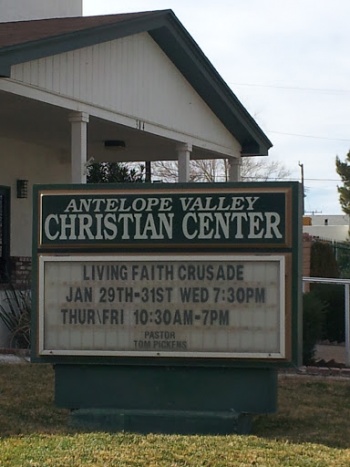 ANTELOPE VALLEY
CHRISTIAN CENTER
LIVING FAITH CRUSADE
JAN 29TH-31ST WED 7:30PM
THUR\FRI 10:30AM-7PM
PASTOR
TOM PICKENS